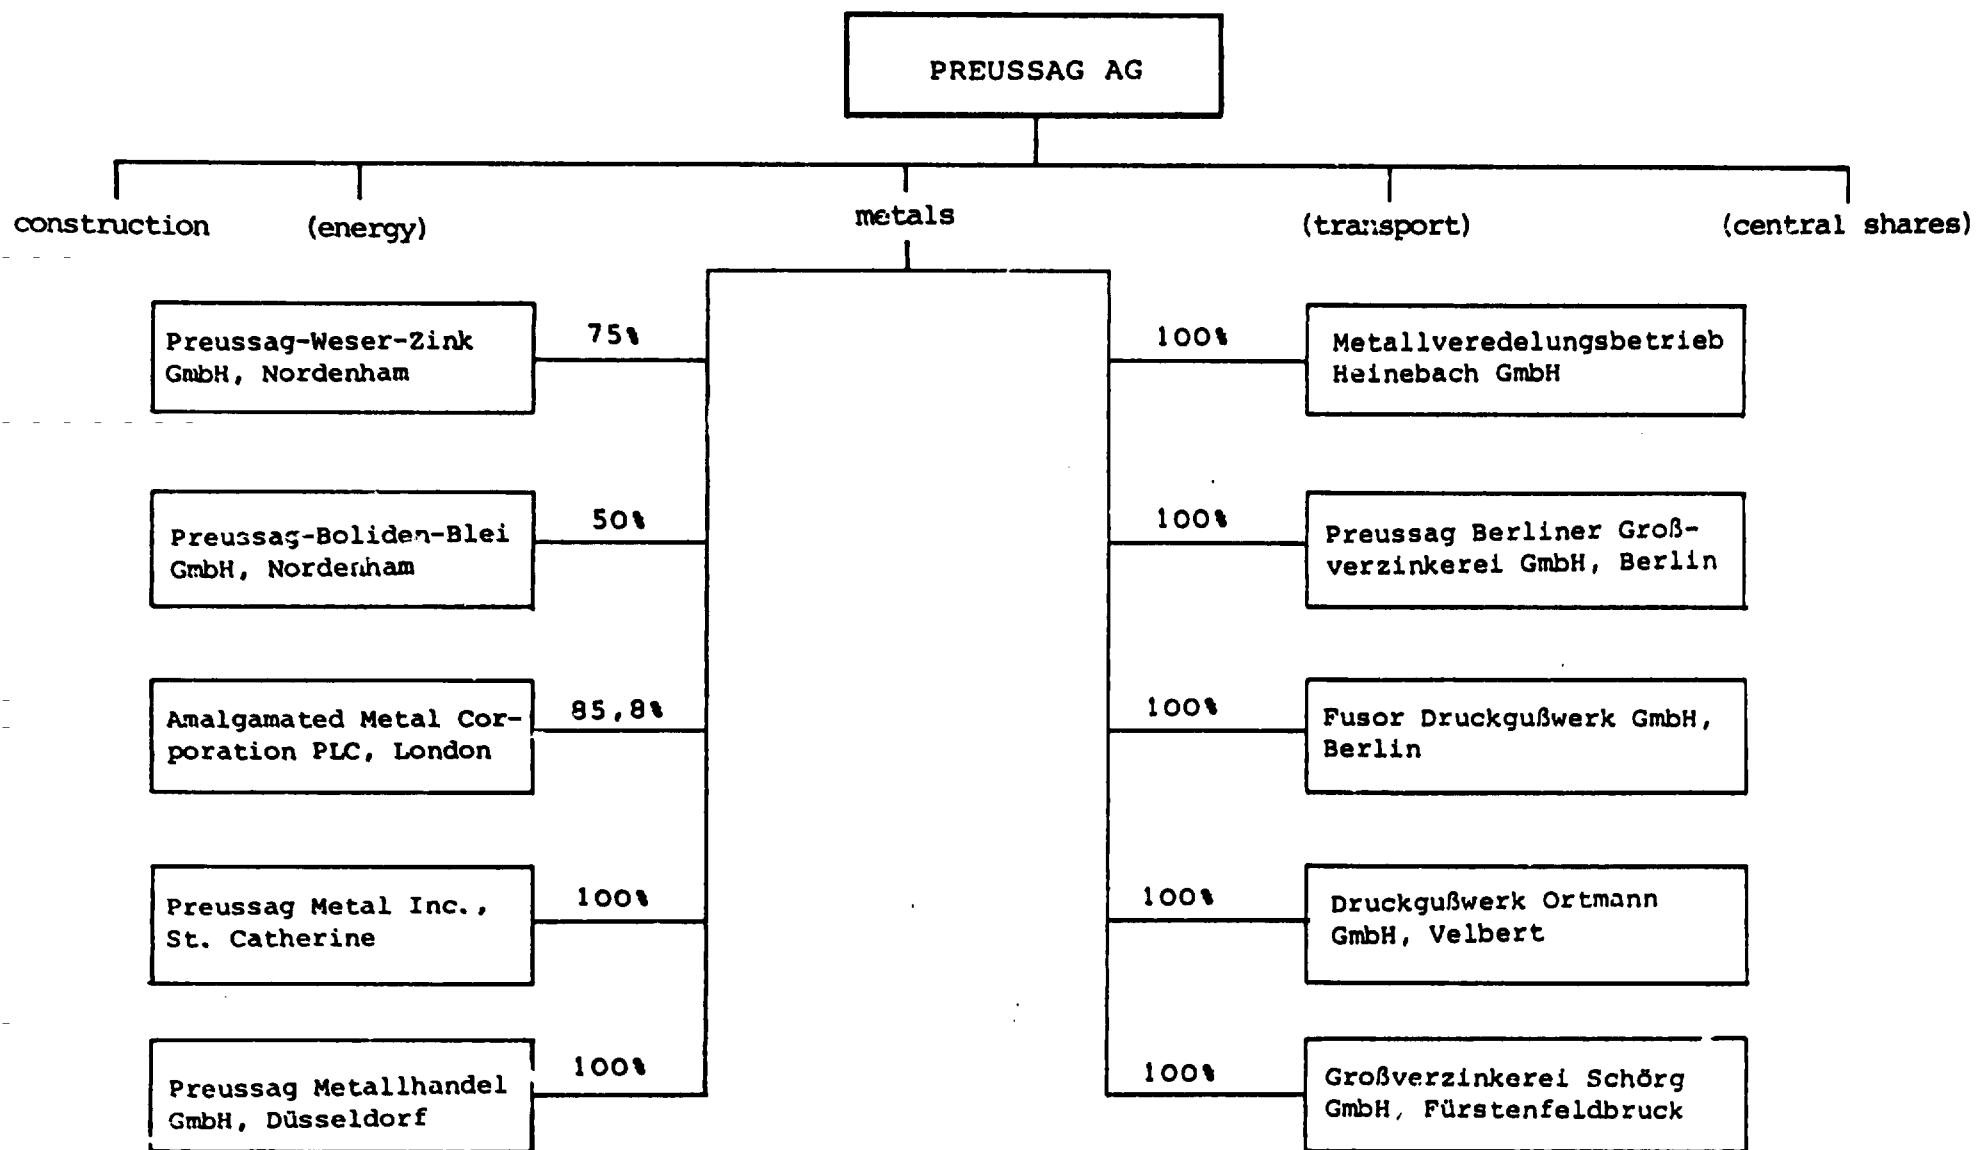 PREUSSAG AG
construction
(energy)
metals
(transport)
(central shares)
Preussag-Weser-Zink
GmbH, Nordenham
75%
100%
Metallveredelungsbetrieb
Heinebach GmbH
Preussag-Boliden-Blei
GmbH, Nordenham
50%
100%
Preussag Berliner Groß-
verzinkerei GmbH, Berlin
Amalgamated Metal Cor-
poration PLC, London
85,8%
100%
Fusor Druckgußwerk GmbH,
Berlin
Preussag Metal Inc.,
St. Catherine
100%
100%
Druckgußwerk Ortmann
GmbH, Velbert
Preussag Metallhandel
GmbH, Düsseldorf
100%
100%
Großverzinkerei Schörg
GmbH, Fürstenfeldbruck